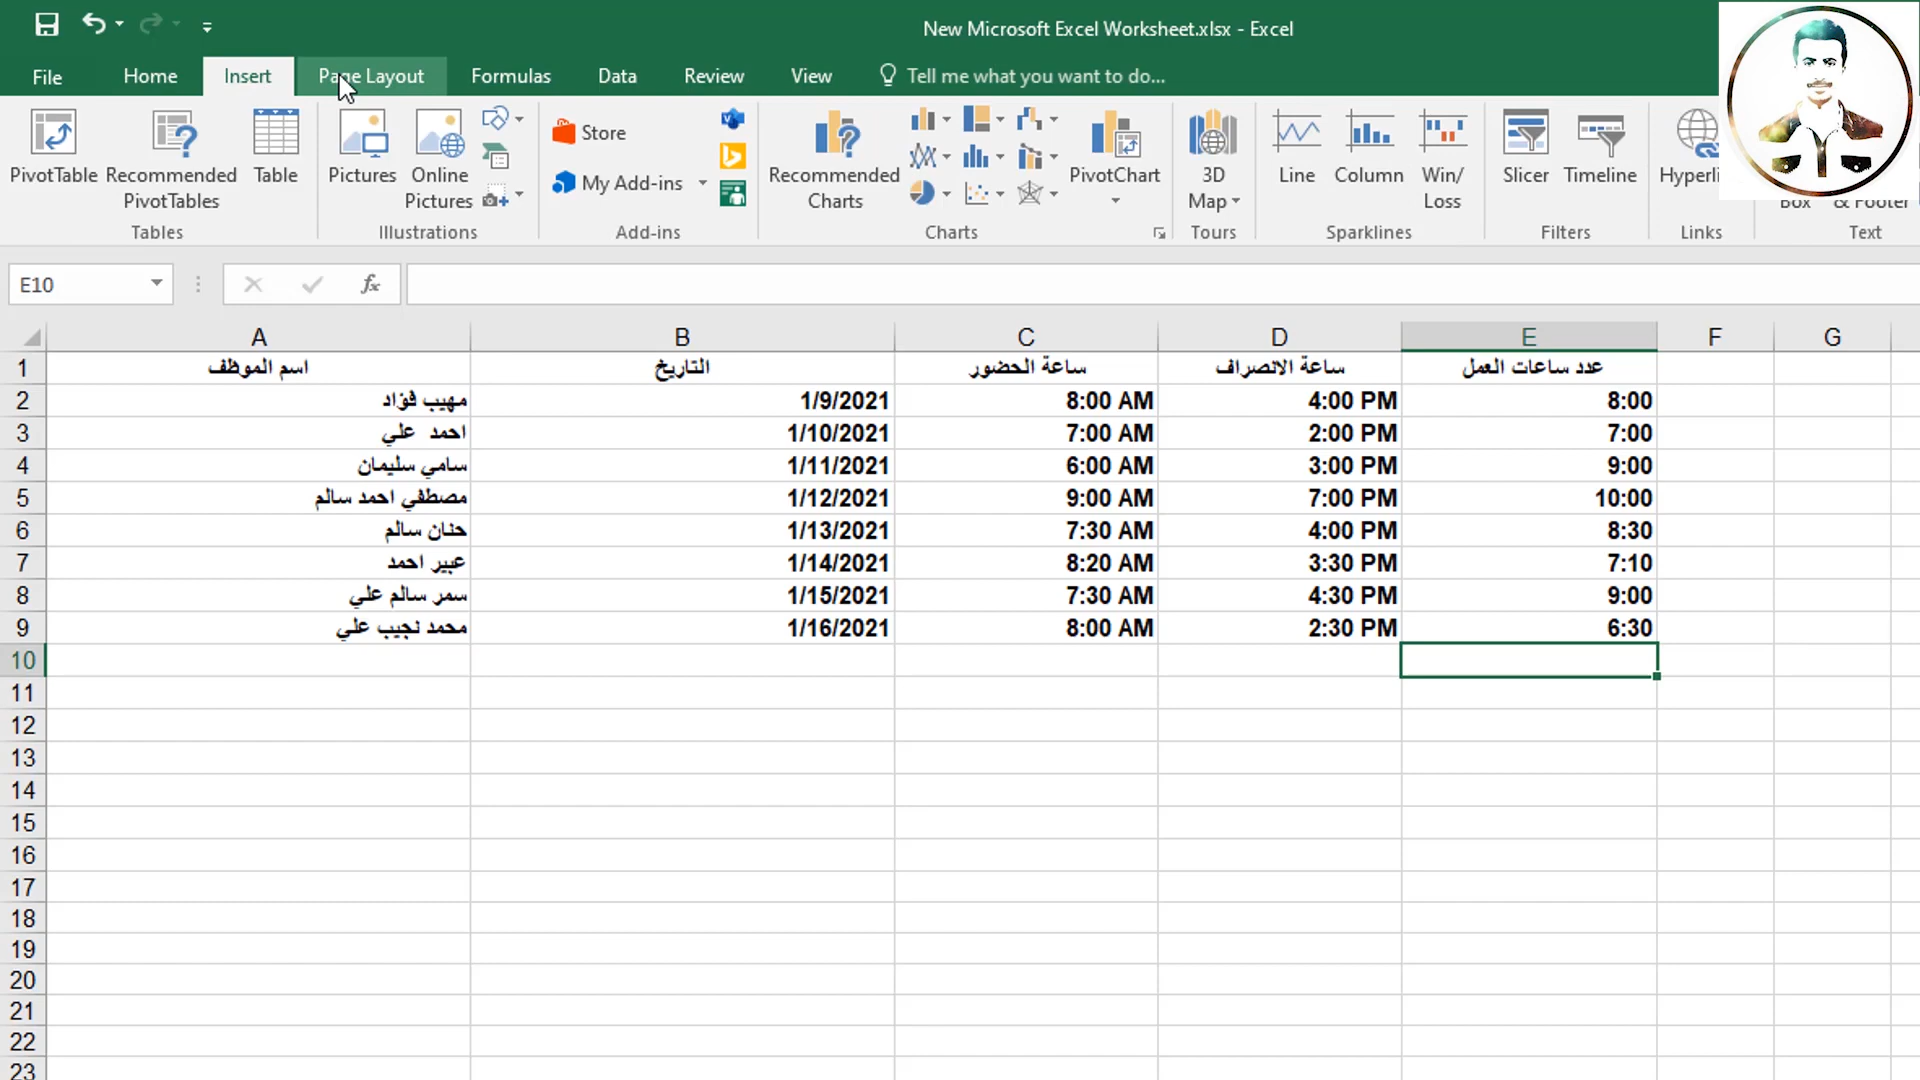 New Microsoft Excel Worksheet.xlsx - Excel
File Home Insert Page Layout Formulas Data Review View Tell me what you want to do...
PivotTable
Recommended PivotTables
Table
Tables
Pictures
Online Pictures
Illustrations
Store
My Add-ins
Add-ins
Recommended Charts
PivotChart
Charts
3D Map
Tours
Line
Column
Win/Loss
Sparklines
Slicer
Timeline
Filters
Hyperli
Links
Box
& Footer
Text
E10
fx
A B C D E F G
1 اسم الموظف التاريخ ساعة الحضور ساعة الانصراف عدد ساعات العمل
2 مهيب فؤاد 1/9/2021 8:00 AM 4:00 PM 8:00
3 احمد علي 1/10/2021 7:00 AM 2:00 PM 7:00
4 سامي سليمان 1/11/2021 6:00 AM 3:00 PM 9:00
5 مصطفي احمد سالم 1/12/2021 9:00 AM 7:00 PM 10:00
6 حنان سالم 1/13/2021 7:30 AM 4:00 PM 8:30
7 عبير احمد 1/14/2021 8:20 AM 3:30 PM 7:10
8 سمر سالم علي 1/15/2021 7:30 AM 4:30 PM 9:00
9 محمد نجيب علي 1/16/2021 8:00 AM 2:30 PM 6:30
10
11
12
13
14
15
16
17
18
19
20
21
22
23